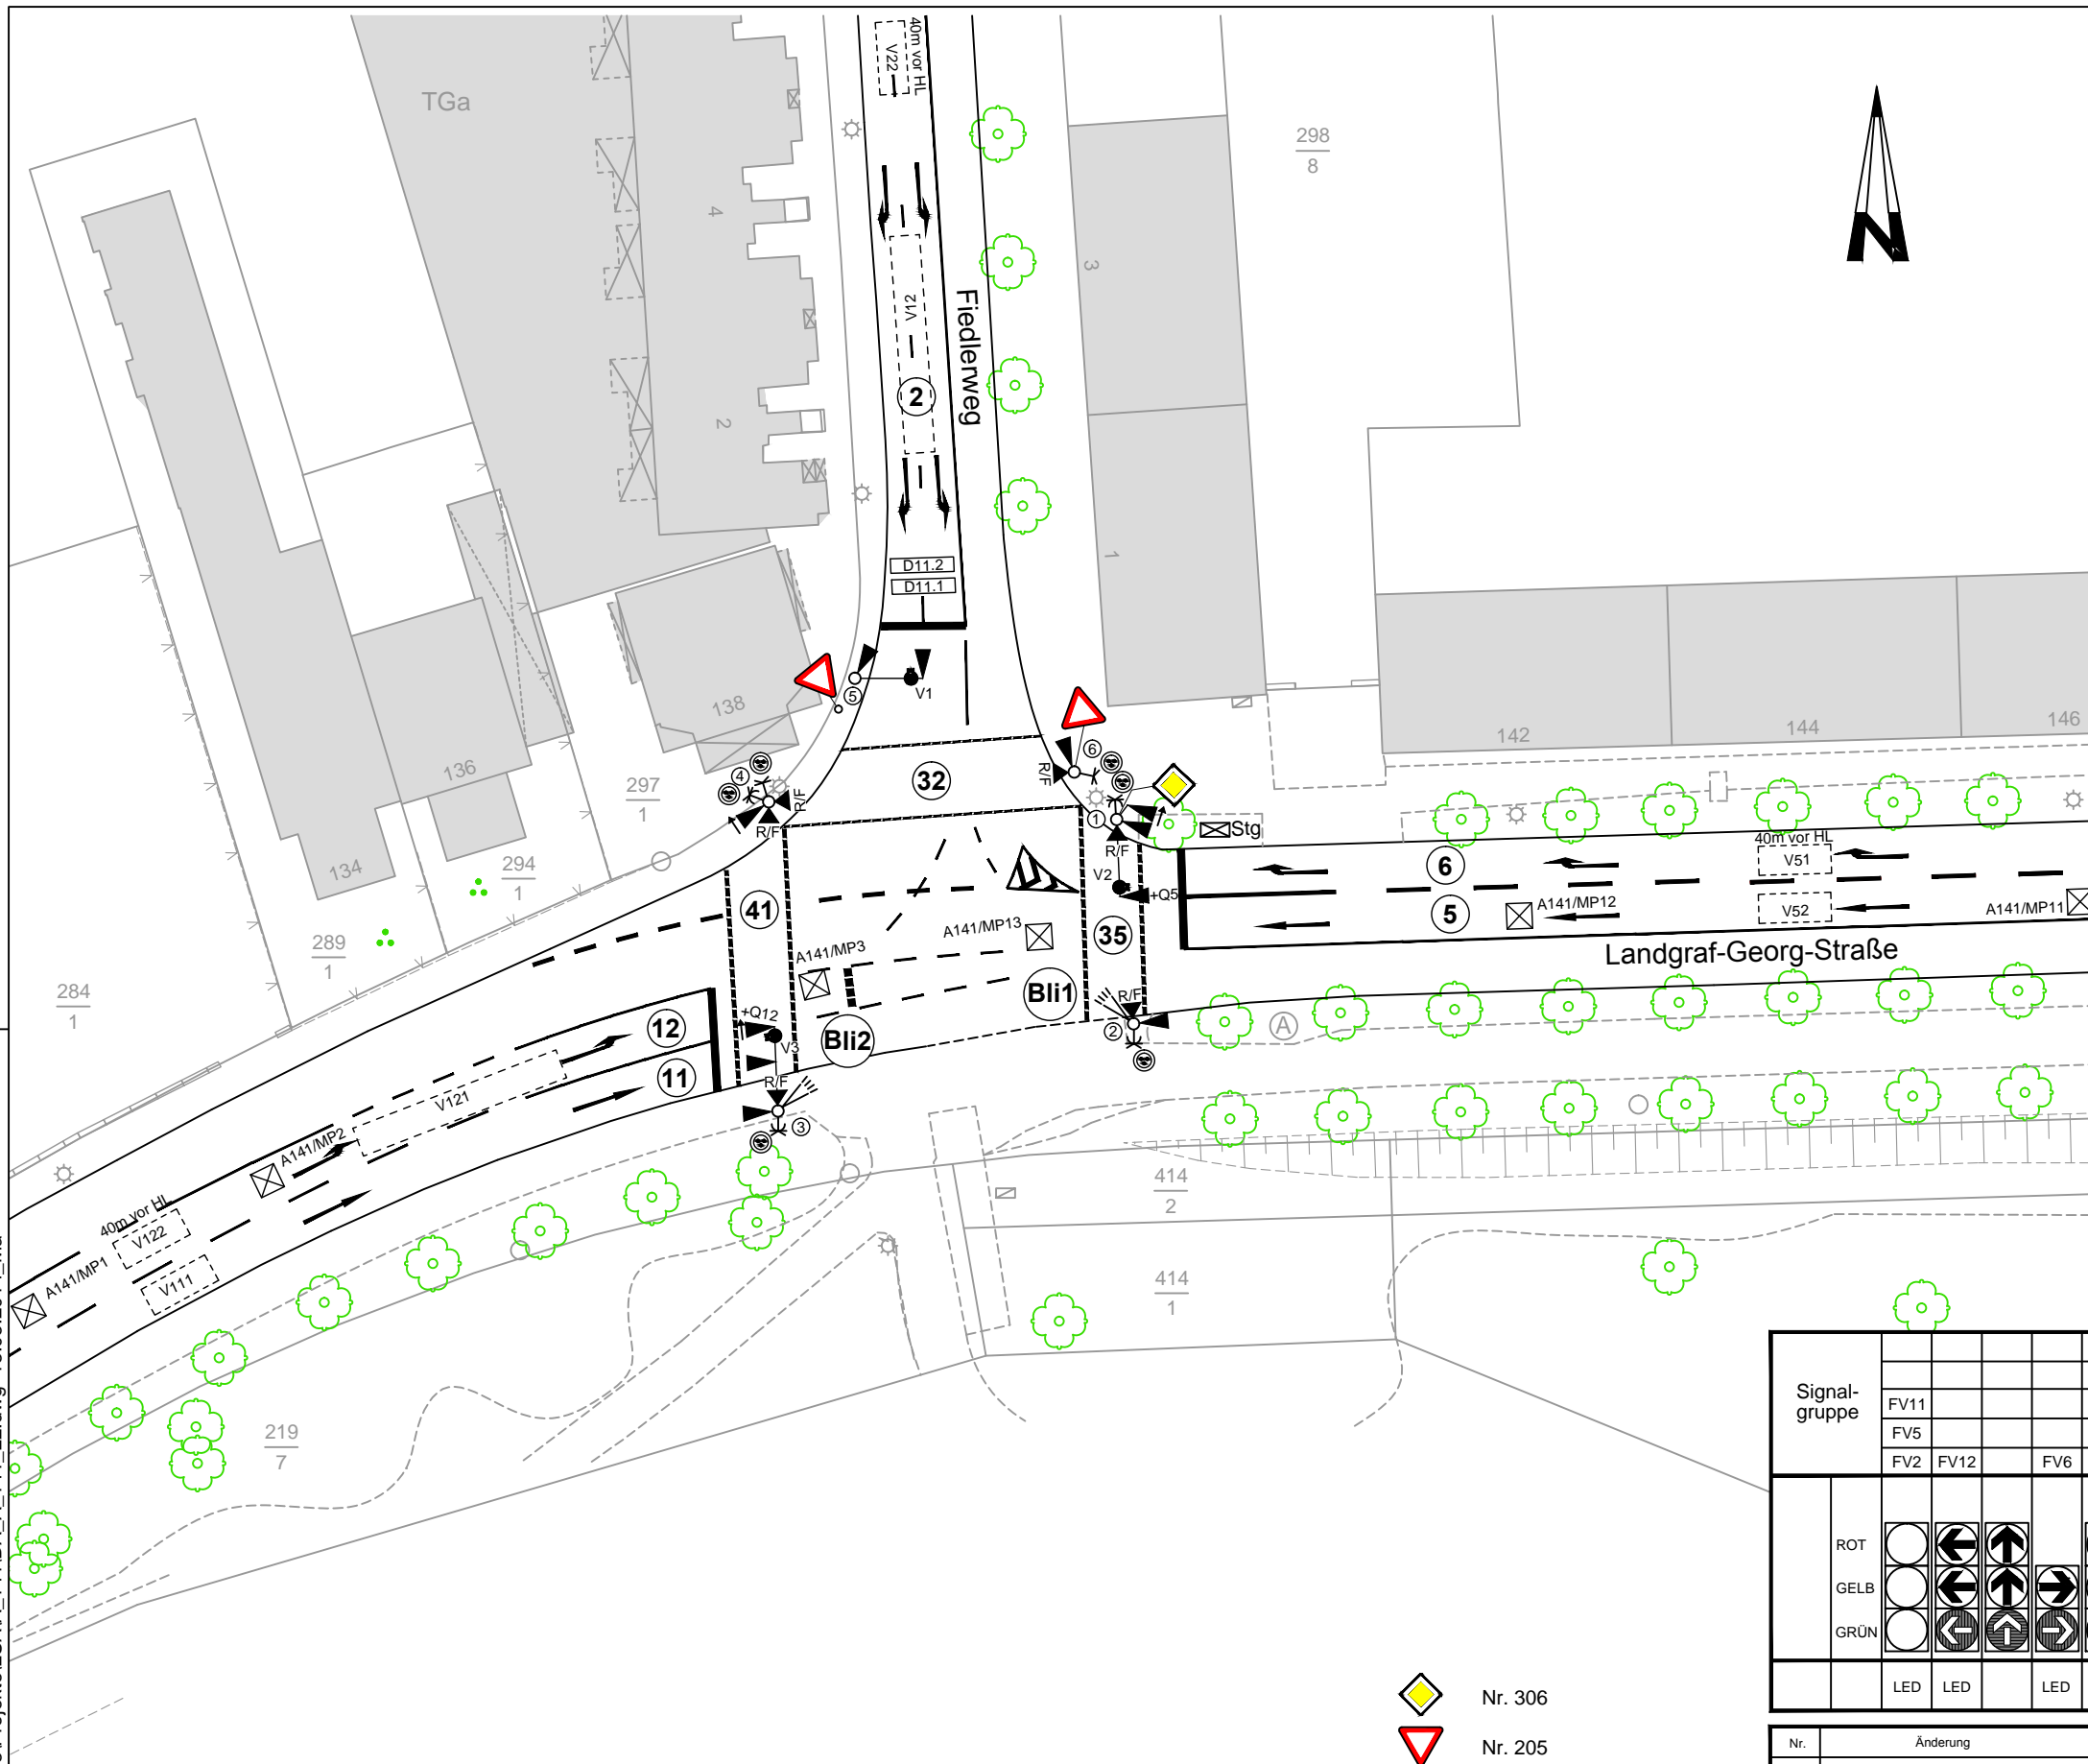 40m vor HL
V22
TGa
298
8
4
3
V12
Fiedlerweg
2
2
1
D11.2
D11.1
138
5
V1
142
144
146
136
297
1
4
R/F
R/F
32
6
R/F
1
R/F
Stg
134
294
1
40m vor HL
V51
6
V2
+Q5
41
A141/MP12
V52
A141/MP11
5
A141/MP13
35
289
1
A141/MP3
Landgraf-Georg-Straße
284
1
Bli1
R/F
+Q12
12
Bli2
2
A
V3
11
R/F
V121
3
A141/MP2
414
2
40m vor HL
V122
A141/MP1
V111
414
1
219
7
N
Signal-
gruppe
FV11
FV5
FV2 FV12 FV6
ROT
GELB
GRÜN
LED LED LED
Nr. 306
Nr. 205
Nr. Änderung